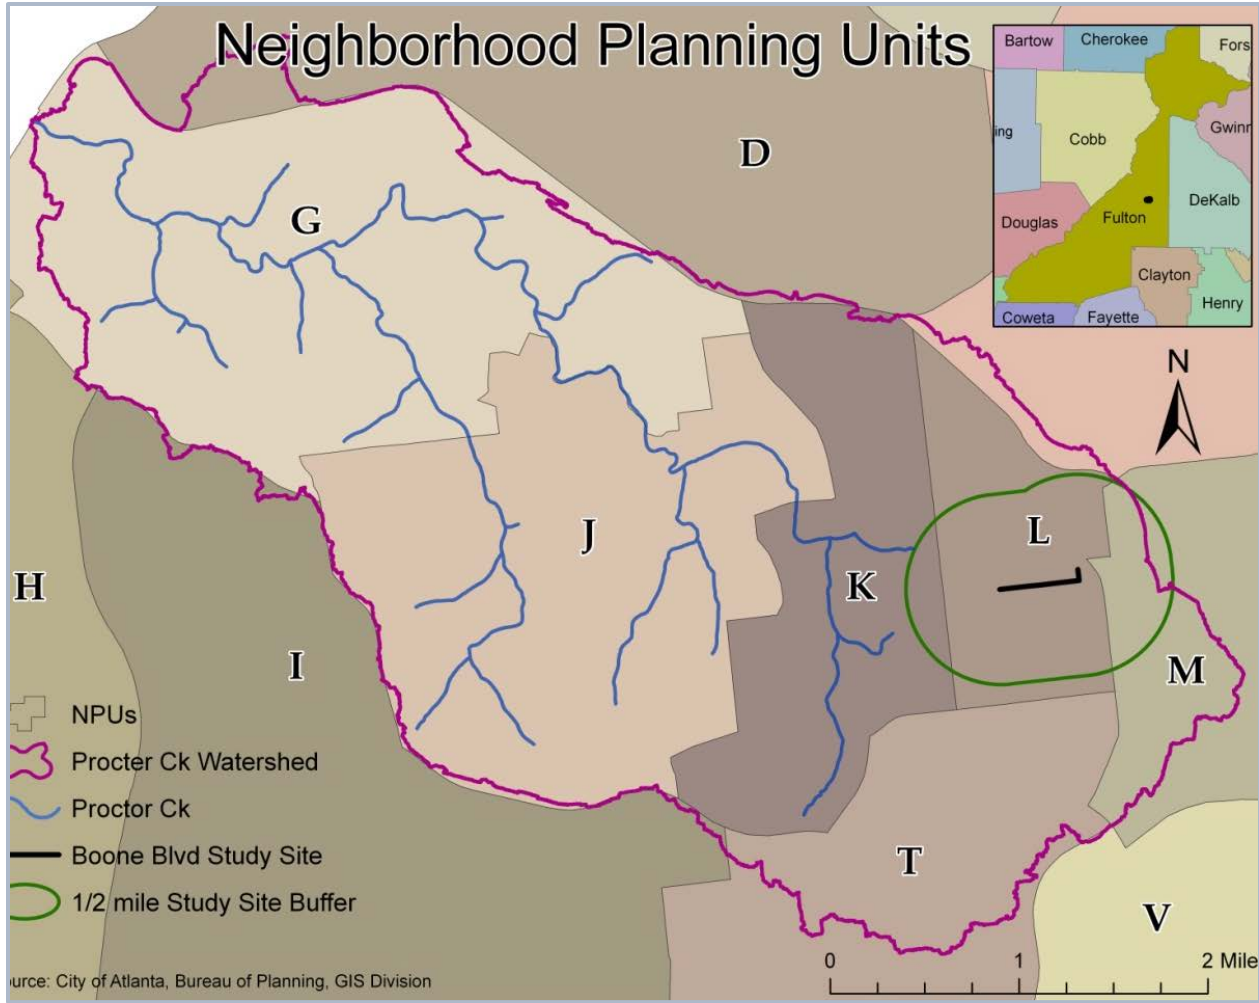 Neighborhood Planning Units
Bartow
Cherokee
Fors
ing
Cobb
Gwinr
Douglas
Fulton
DeKalb
Clayton
Henry
Coweta
Fayette
N
D
G
J
L
K
H
I
M
T
V
NPUs
Procter Ck Watershed
Proctor Ck
Boone Blvd Study Site
1/2 mile Study Site Buffer
0 1 2 Mile
urce: City of Atlanta, Bureau of Planning, GIS Division